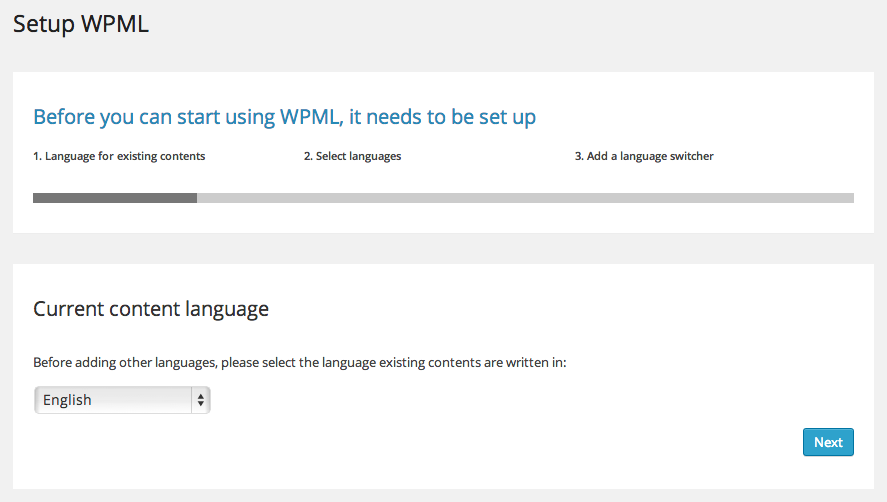 Setup WPML
Before you can start using WPML, it needs to be set up
1. Language for existing contents
2. Select languages
3. Add a language switcher
Current content language
Before adding other languages, please select the language existing contents are written in:
English
Next